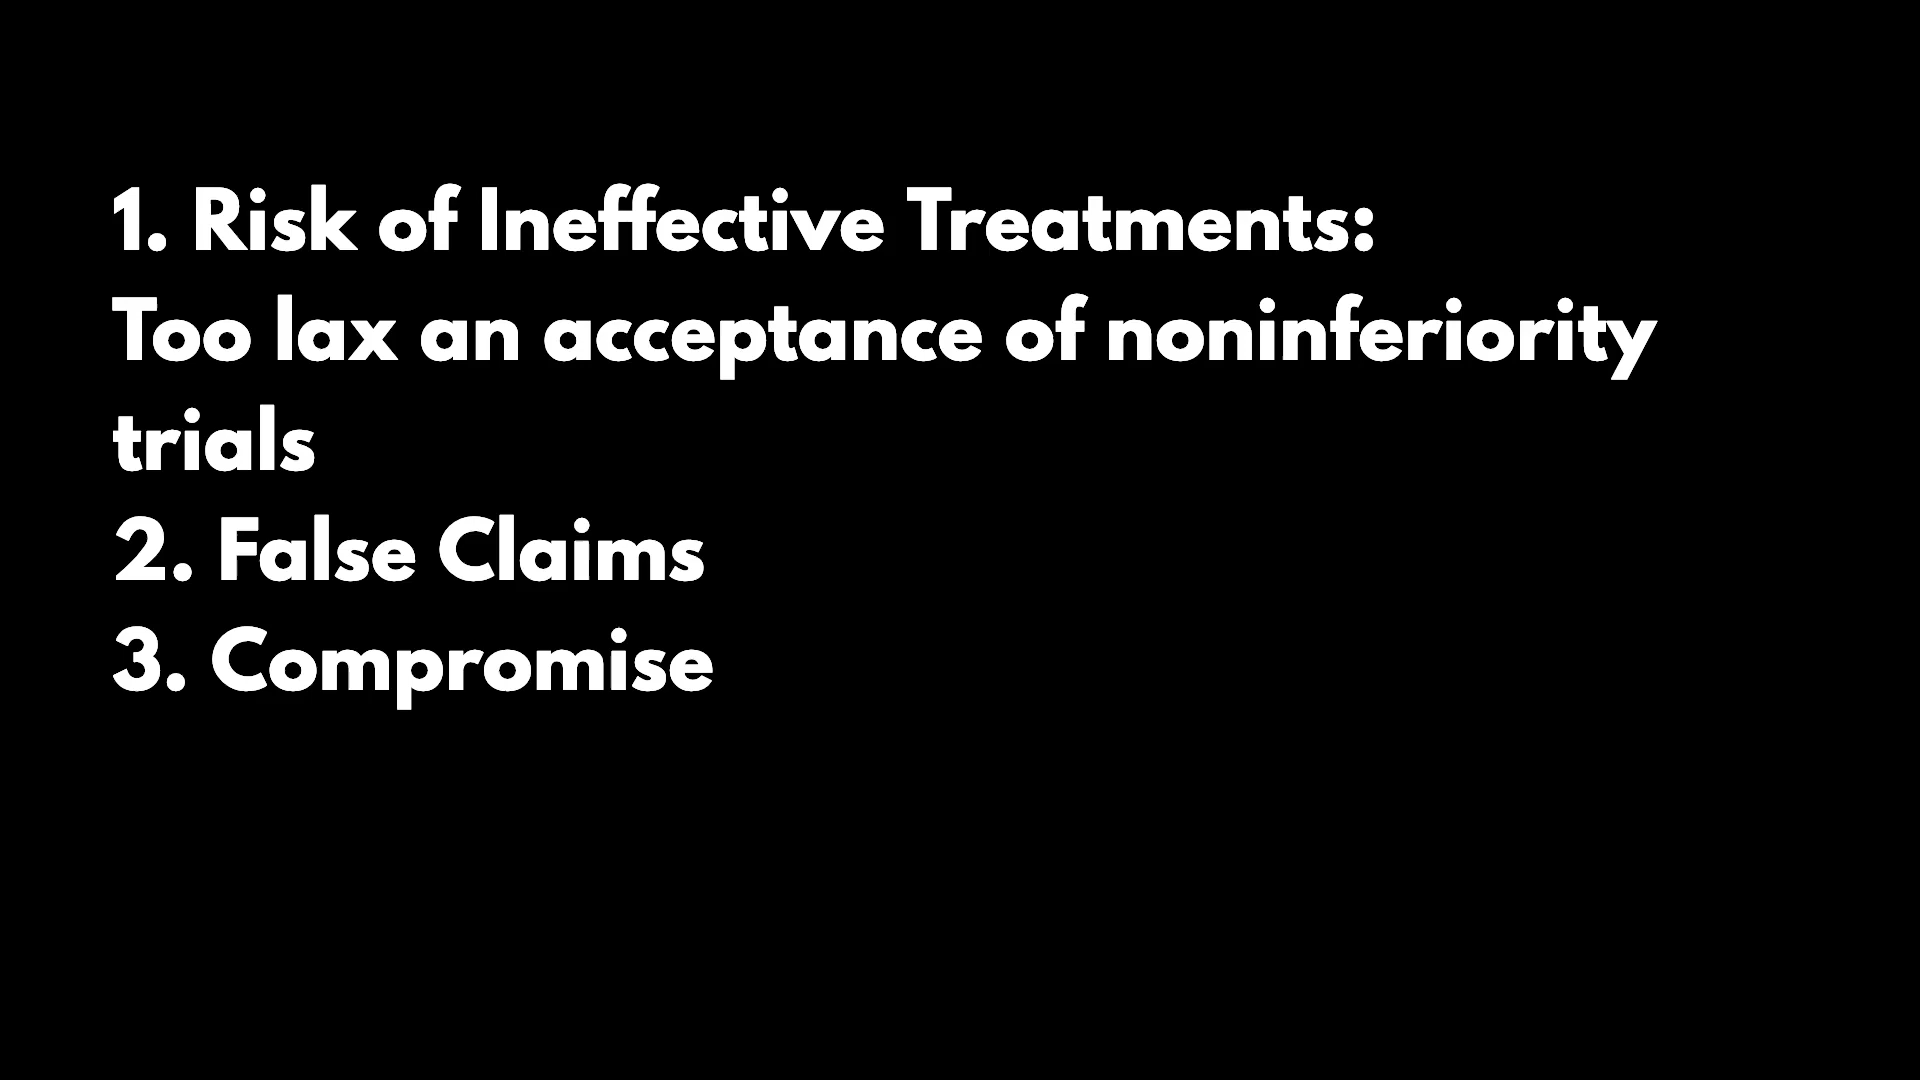 1. Risk of Ineffective Treatments:
Too lax an acceptance of noninferiority
trials
2. False Claims
3. Compromise